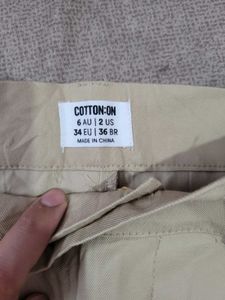 COTTON:ON
6 AU | 2 US
34 EU | 36 BR
MADE IN CHINA